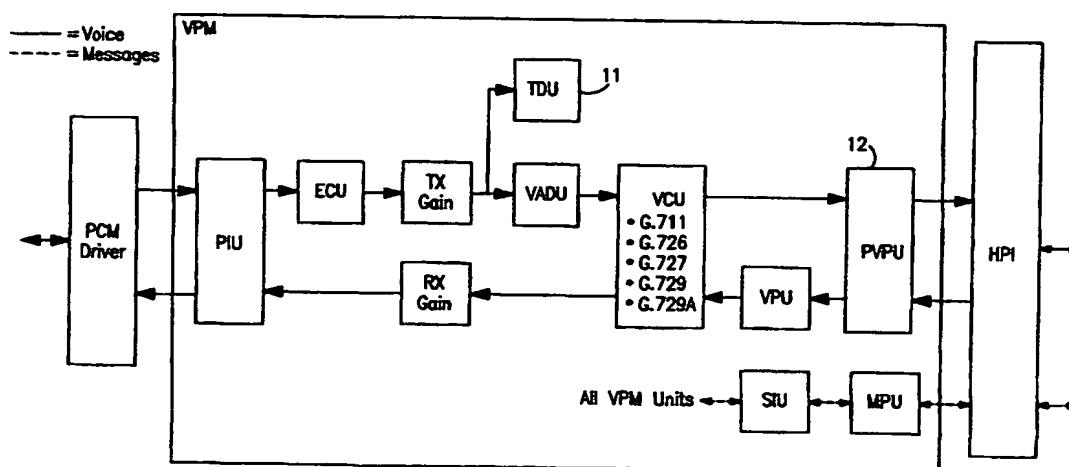 = Voice
= Messages
VPM
TDU
11
12
PCM
Driver
PIU
ECU
TX
Gain
VADU
VCU
• G.711
• G.726
• G.727
• G.729
• G.729A
PVPU
HPI
RX
Gain
VPU
All VPM Units
SIU
MPU